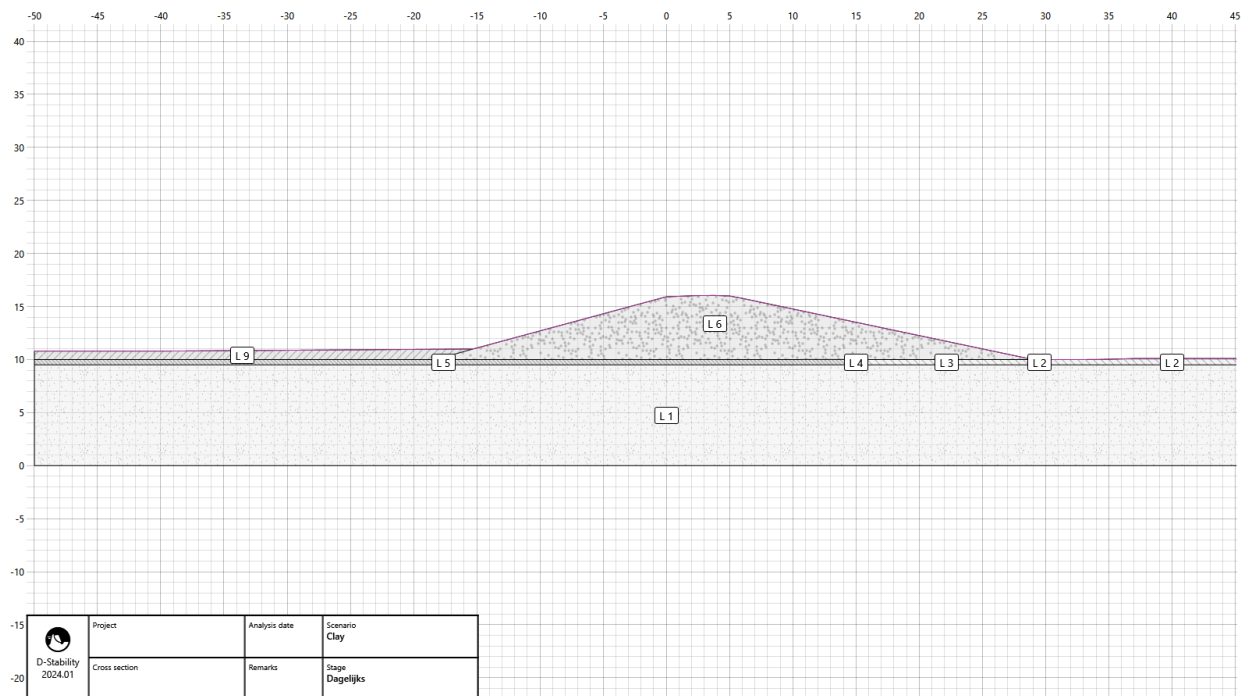 -50 -45 -40 -35 -30 -25 -20 -15 -10 -5 0 5 10 15 20 25 30 35 40 45
40
35
30
25
20
15
L 6
10
L 9
L 5 L 4 L 3 L 2 L 2
5
L 1
0
-5
-10
-15
Project Analysis date Scenario
Clay
D-Stability
2024.01
Cross section Remarks Stage
Dagelijks
-20